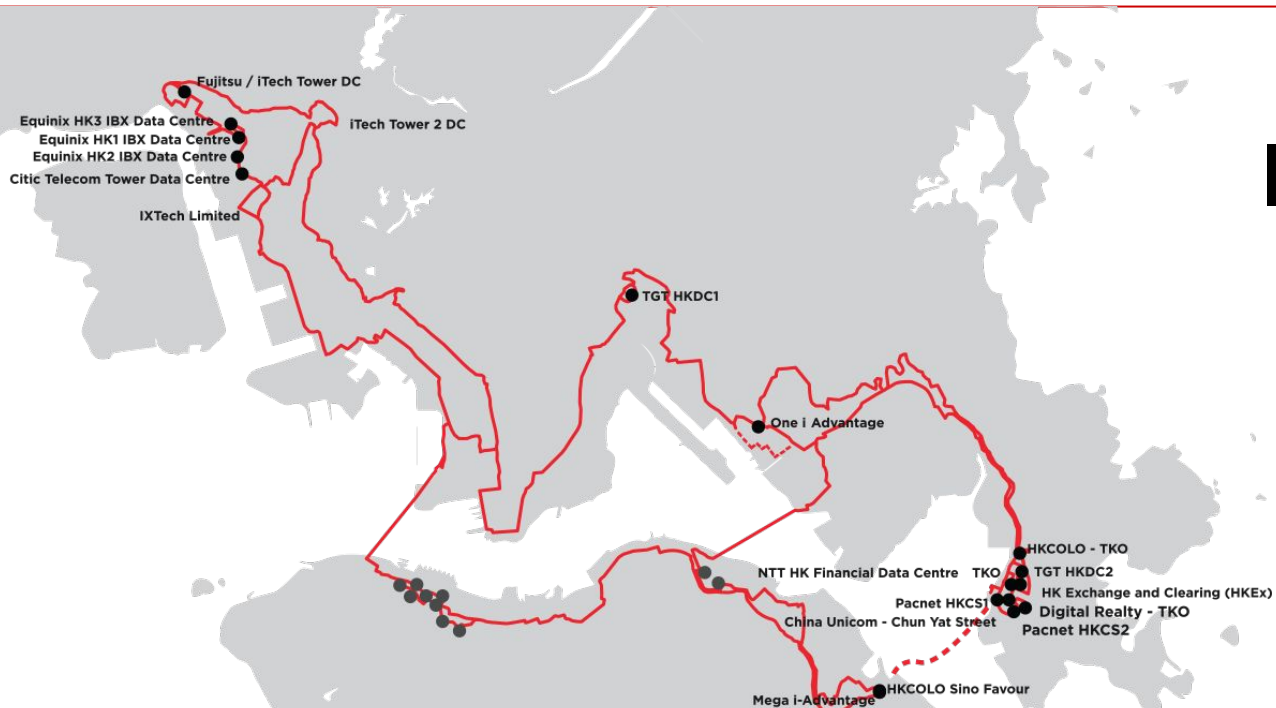 Fujitsu / iTech Tower DC
Equinix HK3 IBX Data Centre
iTech Tower 2 DC
Equinix HK1 IBX Data Centre
Equinix HK2 IBX Data Centre
Citic Telecom Tower Data Centre
IXTech Limited
TGT HKDC1
One i Advantage
HKCOLO - TKO
NTT HK Financial Data Centre TKO
TGT HKDC2
HK Exchange and Clearing (HKEx)
Pacnet HKCS1
Digital Realty - TKO
China Unicom - Chun Yat Street
Pacnet HKCS2
HKCOLO Sino Favour
Mega i-Advantage